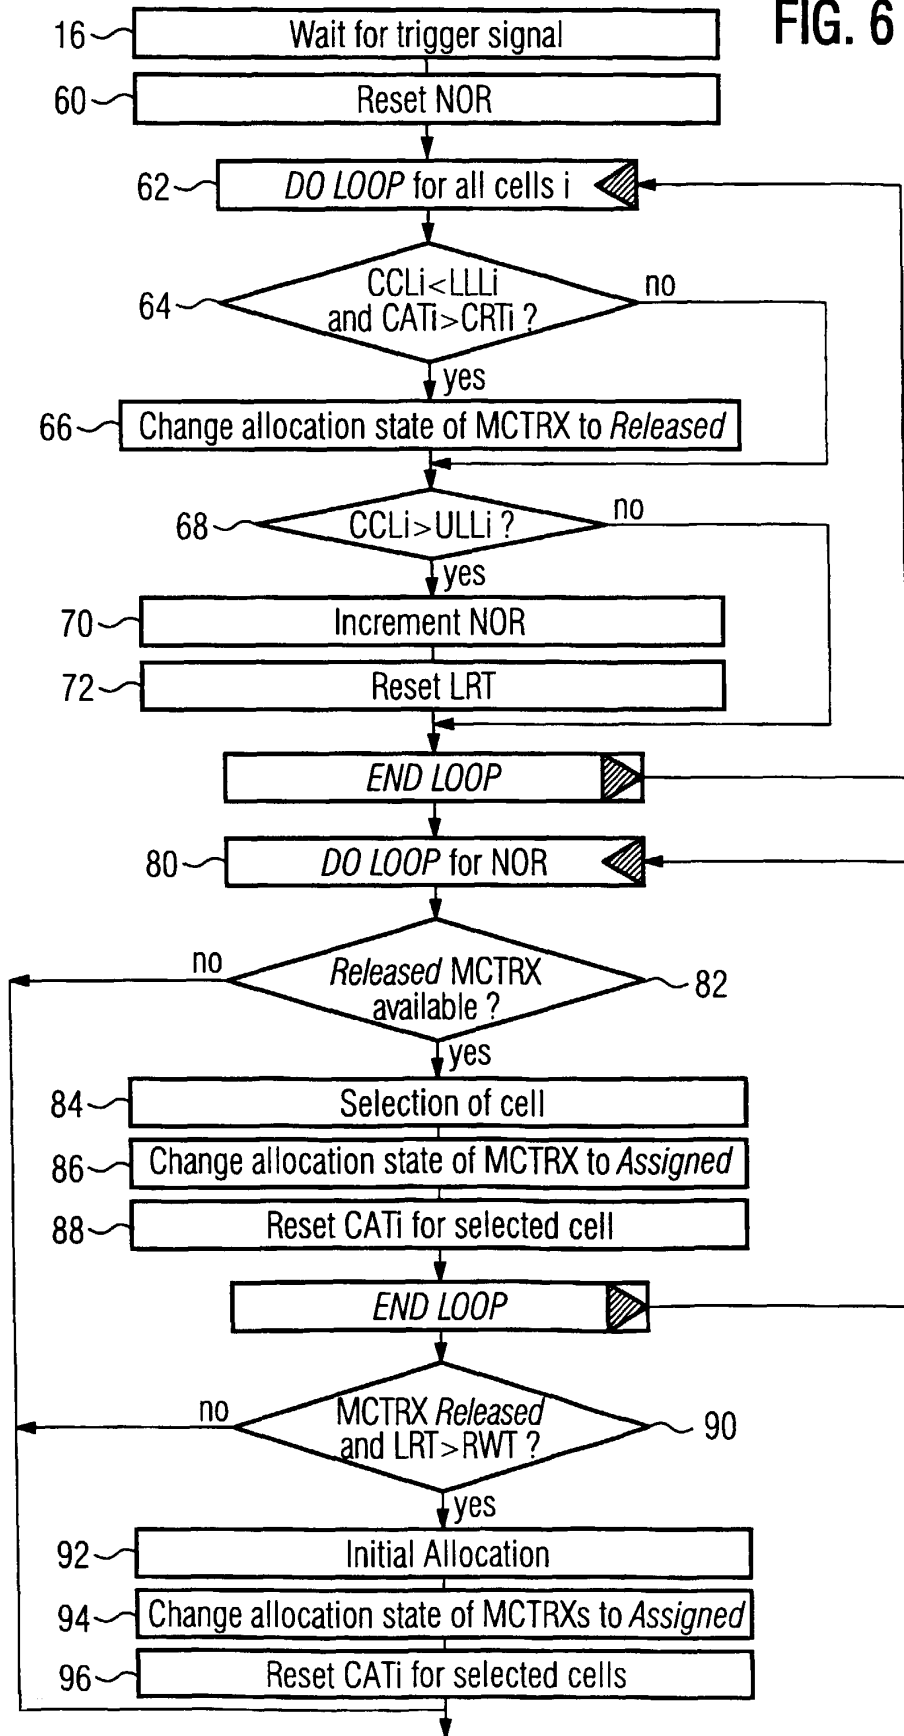 FIG. 6
16 Wait for trigger signal
60 Reset NOR
62 DO LOOP for all cells i
64 CCLi<LLLi
and CATi>CRTi ?
no
yes
66 Change allocation state of MCTRX to Released
68 CCLi>ULLi ?
no
yes
70 Increment NOR
72 Reset LRT
END LOOP
80 DO LOOP for NOR
no
Released MCTRX
available ?
82
yes
84 Selection of cell
86 Change allocation state of MCTRX to Assigned
88 Reset CATi for selected cell
END LOOP
no
MCTRX Released
and LRT>RWT ?
90
yes
92 Initial Allocation
94 Change allocation state of MCTRXs to Assigned
96 Reset CATi for selected cells